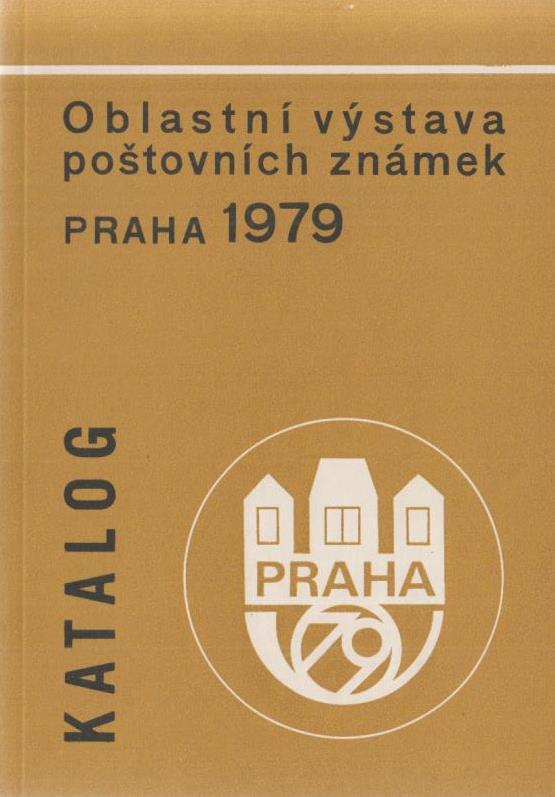 Oblastní výstava
poštovních známek
PRAHA 1979
KATALOG
PRAHA
79